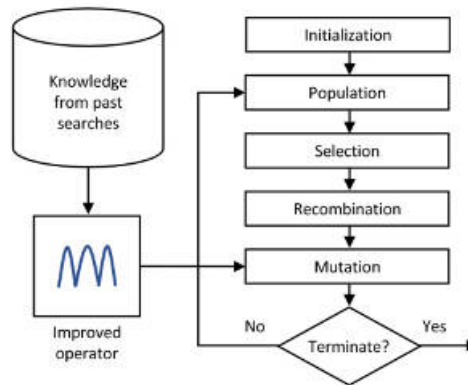 Knowledge
from past
searches
Improved
operator
Initialization
Population
Selection
Recombination
Mutation
No
Terminate?
Yes